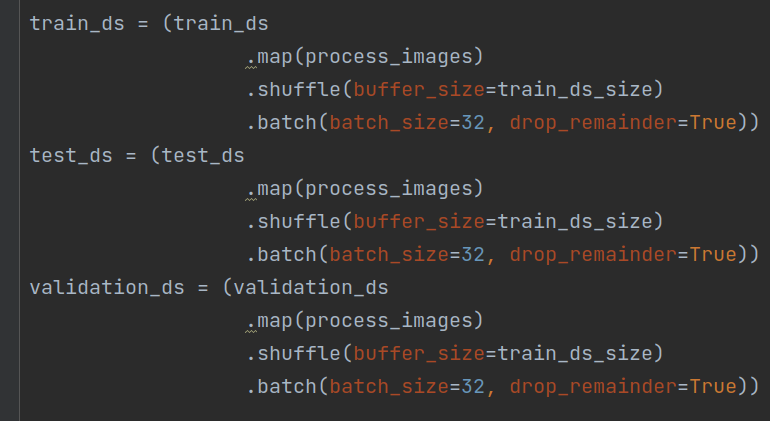 train_ds = (train_ds
                  .map(process_images)
                  .shuffle(buffer_size=train_ds_size)
                  .batch(batch_size=32, drop_remainder=True))
test_ds = (test_ds
                  .map(process_images)
                  .shuffle(buffer_size=train_ds_size)
                  .batch(batch_size=32, drop_remainder=True))
validation_ds = (validation_ds
                  .map(process_images)
                  .shuffle(buffer_size=train_ds_size)
                  .batch(batch_size=32, drop_remainder=True))